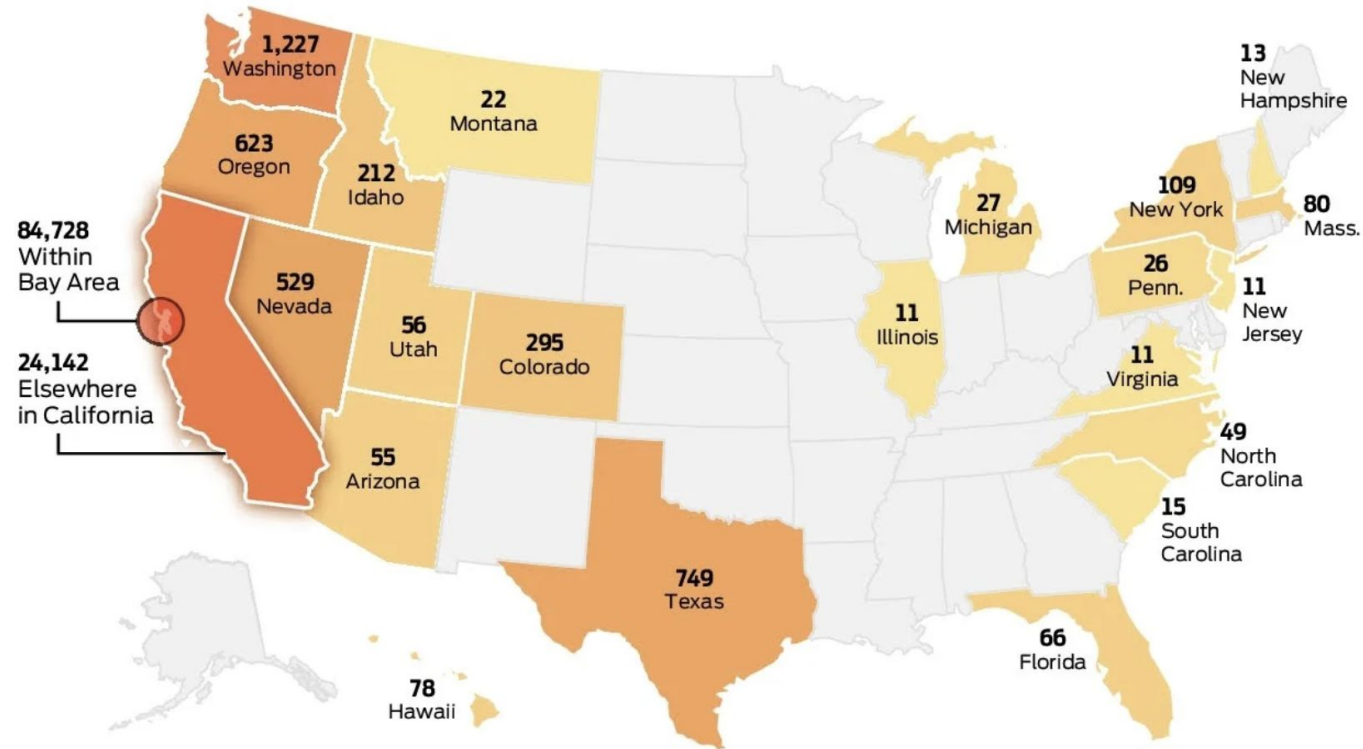 1,227
Washington
22
Montana
13
New
Hampshire
623
Oregon
212
Idaho
109
New York
27
Michigan
80
Mass.
84,728
Within
Bay Area
529
Nevada
26
Penn.
11
New
Jersey
56
Utah
295
Colorado
11
Illinois
11
Virginia
24,142
Elsewhere
in California
55
Arizona
49
North
Carolina
15
South
Carolina
749
Texas
66
Florida
78
Hawaii